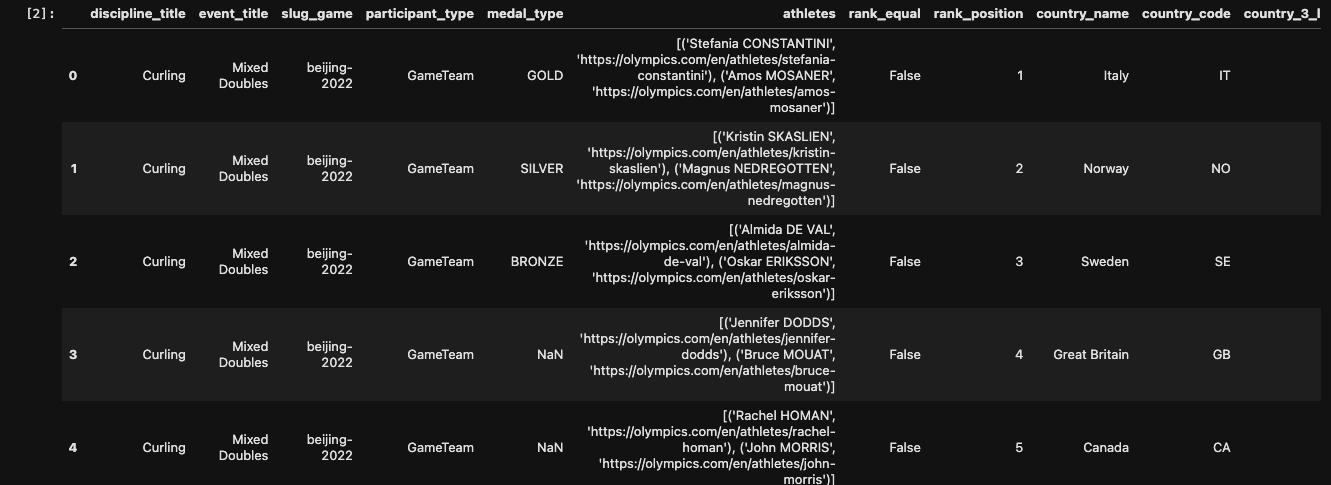 [2]: discipline_title event_title slug_game participant_type medal_type athletes rank_equal rank_position country_name country_code country_3_l
[('Stefania CONSTANTINI',
'https://olympics.com/en/athletes/stefania-
0 Curling Mixed Doubles beijing-2022 GameTeam GOLD constantini'), ('Amos MOSANER', False 1 Italy IT
'https://olympics.com/en/athletes/amos-
mosaner')]
[('Kristin SKASLIEN',
'https://olympics.com/en/athletes/kristin-
1 Curling Mixed Doubles beijing-2022 GameTeam SILVER skaslien'), ('Magnus NEDREGOTTEN', False 2 Norway NO
'https://olympics.com/en/athletes/magnus-
nedregotten')]
[('Almida DE VAL',
'https://olympics.com/en/athletes/almida-
2 Curling Mixed Doubles beijing-2022 GameTeam BRONZE de-val'), ('Oskar ERIKSSON', False 3 Sweden SE
'https://olympics.com/en/athletes/oskar-
eriksson')]
[('Jennifer DODDS',
'https://olympics.com/en/athletes/jennifer-
3 Curling Mixed Doubles beijing-2022 GameTeam NaN dodds'), ('Bruce MOUAT', False 4 Great Britain GB
'https://olympics.com/en/athletes/bruce-
mouat')]
[('Rachel HOMAN',
'https://olympics.com/en/athletes/rachel-
4 Curling Mixed Doubles beijing-2022 GameTeam NaN homan'), ('John MORRIS', False 5 Canada CA
'https://olympics.com/en/athletes/john-
morris')]